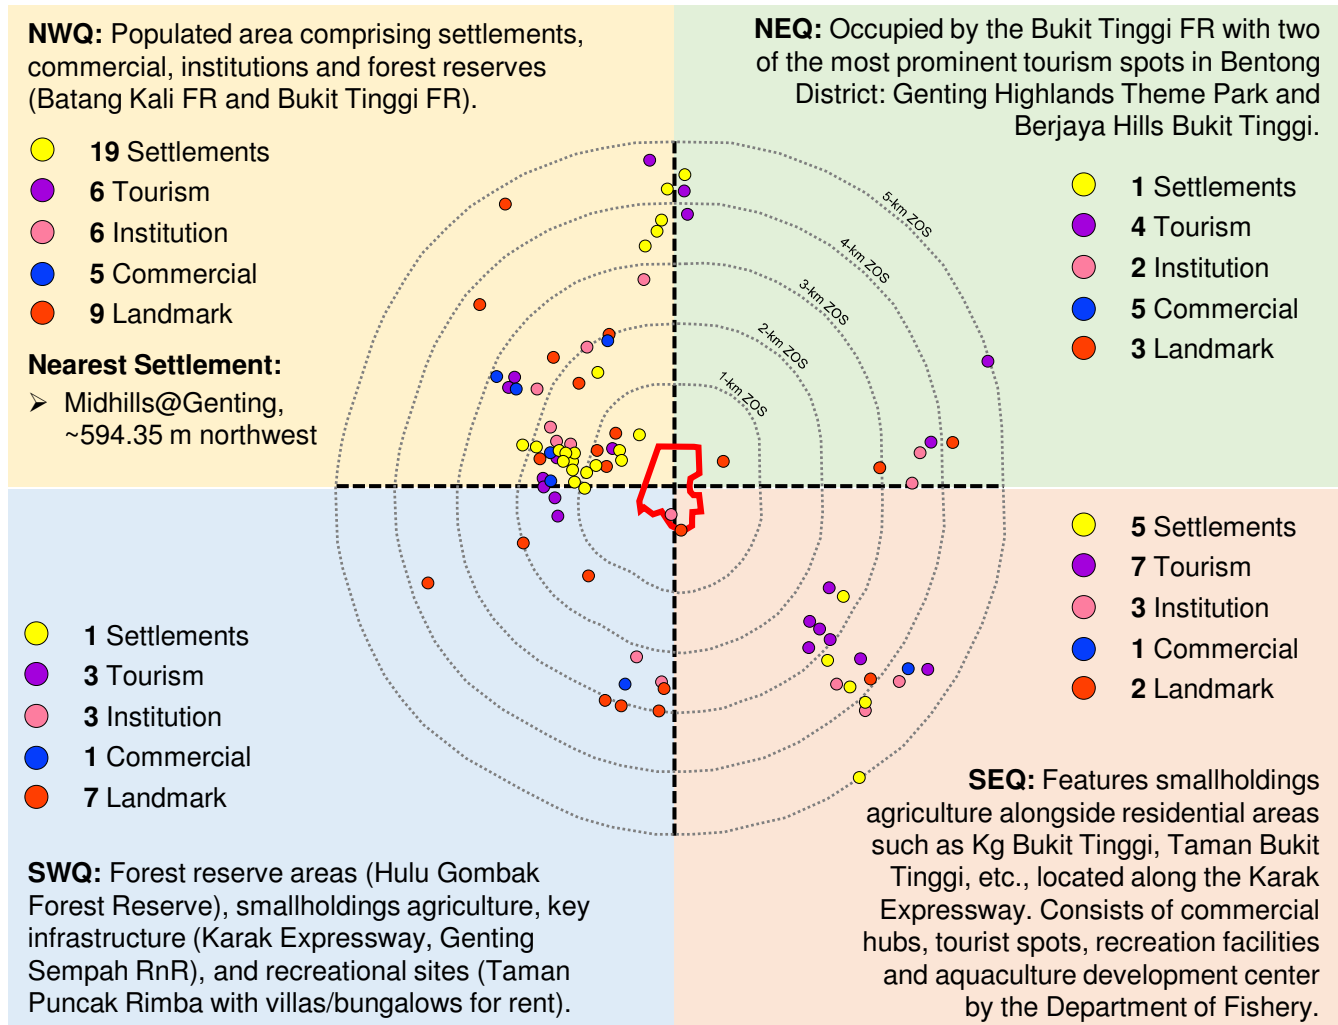 NWQ: Populated area comprising settlements,
commercial, institutions and forest reserves
(Batang Kali FR and Bukit Tinggi FR).
19 Settlements
6 Tourism
6 Institution
5 Commercial
9 Landmark
Nearest Settlement:
➢ Midhills@Genting,
~594.35 m northwest
NEQ: Occupied by the Bukit Tinggi FR with two
of the most prominent tourism spots in Bentong
District: Genting Highlands Theme Park and
Berjaya Hills Bukit Tinggi.
1 Settlements
4 Tourism
2 Institution
5 Commercial
3 Landmark
5-km ZOS
4-km ZOS
3-km ZOS
2-km ZOS
1-km ZOS
1 Settlements
3 Tourism
3 Institution
1 Commercial
7 Landmark
SWQ: Forest reserve areas (Hulu Gombak
Forest Reserve), smallholdings agriculture, key
infrastructure (Karak Expressway, Genting
Sempah RnR), and recreational sites (Taman
Puncak Rimba with villas/bungalows for rent).
5 Settlements
7 Tourism
3 Institution
1 Commercial
2 Landmark
SEQ: Features smallholdings
agriculture alongside residential areas
such as Kg Bukit Tinggi, Taman Bukit
Tinggi, etc., located along the Karak
Expressway. Consists of commercial
hubs, tourist spots, recreation facilities
and aquaculture development center
by the Department of Fishery.